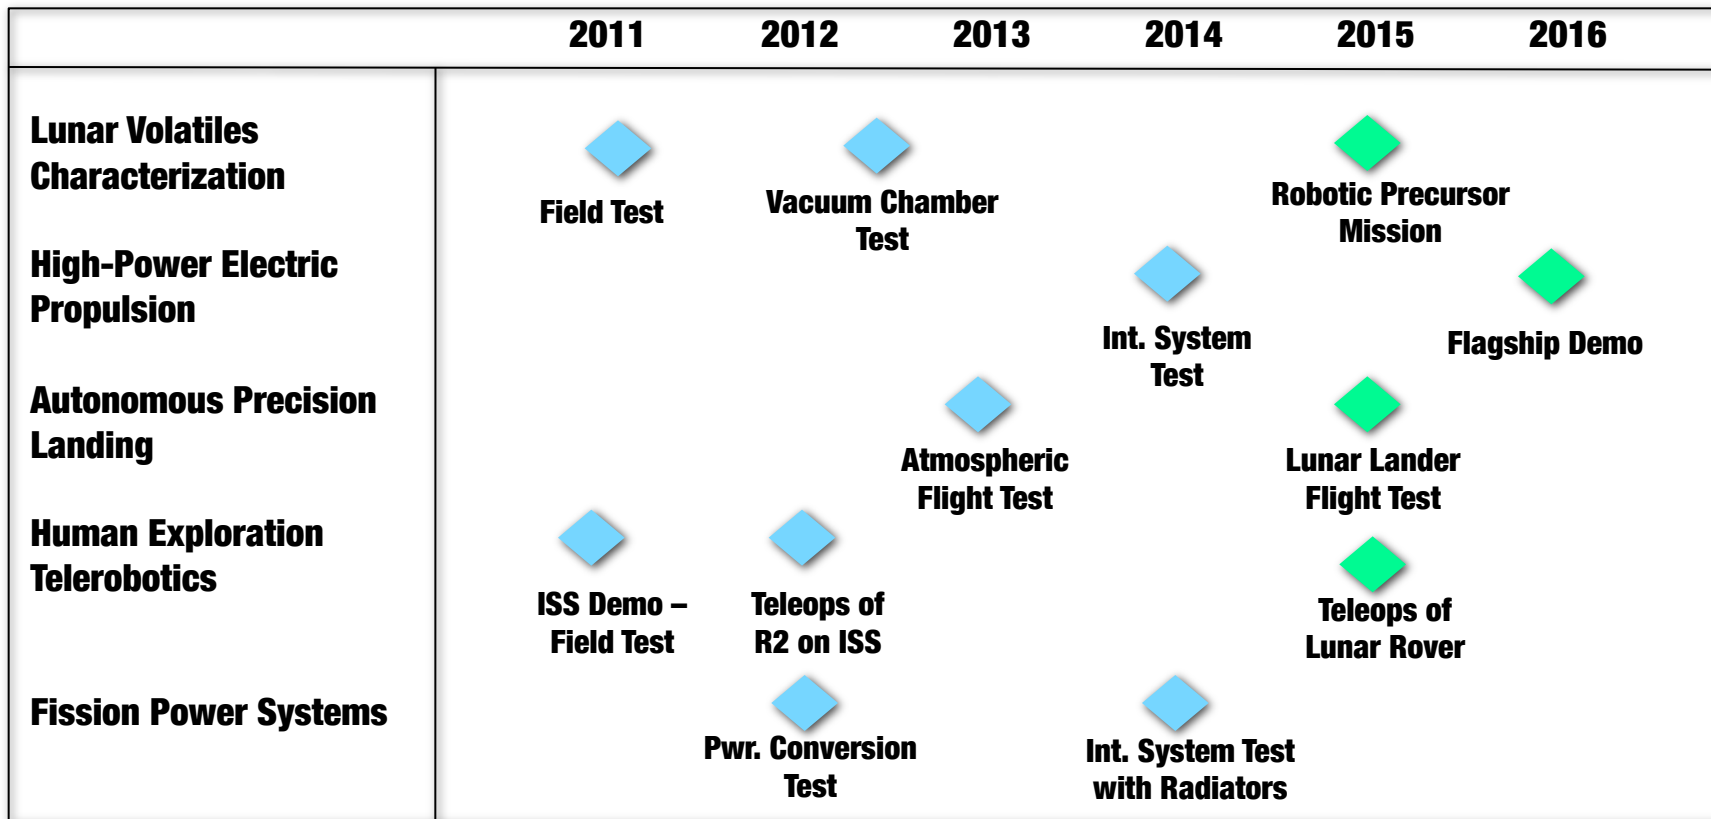 2011 2012 2013 2014 2015 2016
Lunar Volatiles
Characterization
Field Test
Vacuum Chamber
Test
Robotic Precursor
Mission
High-Power Electric
Propulsion
Int. System
Test
Flagship Demo
Autonomous Precision
Landing
Atmospheric
Flight Test
Lunar Lander
Flight Test
Human Exploration
Telerobotics
ISS Demo –
Field Test
Teleops of
R2 on ISS
Teleops of
Lunar Rover
Fission Power Systems
Pwr. Conversion
Test
Int. System Test
with Radiators